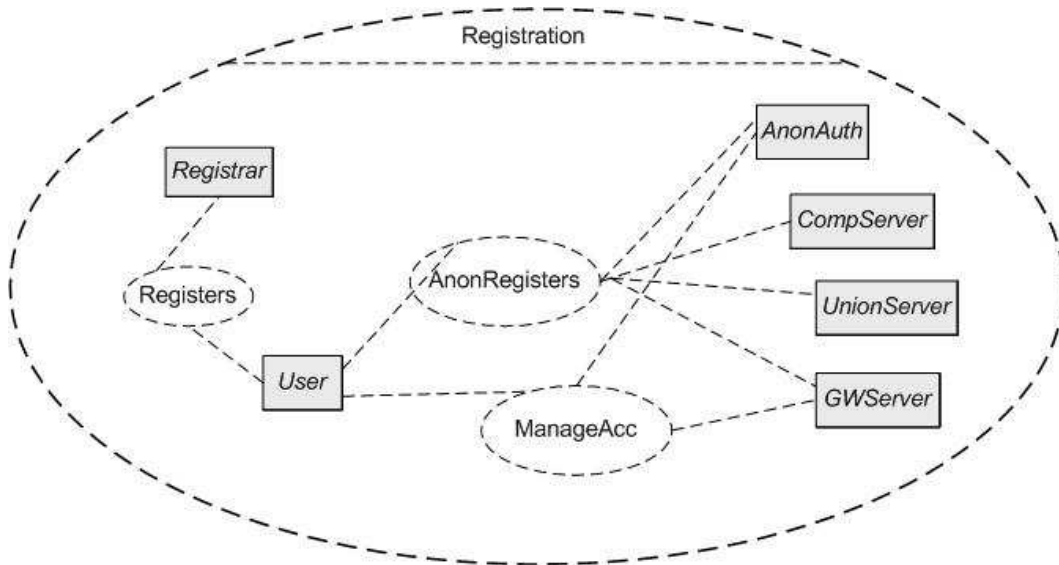 Registration
AnonAuth
Registrar
CompServer
AnonRegisters
Registers
UnionServer
User
GWServer
ManageAcc